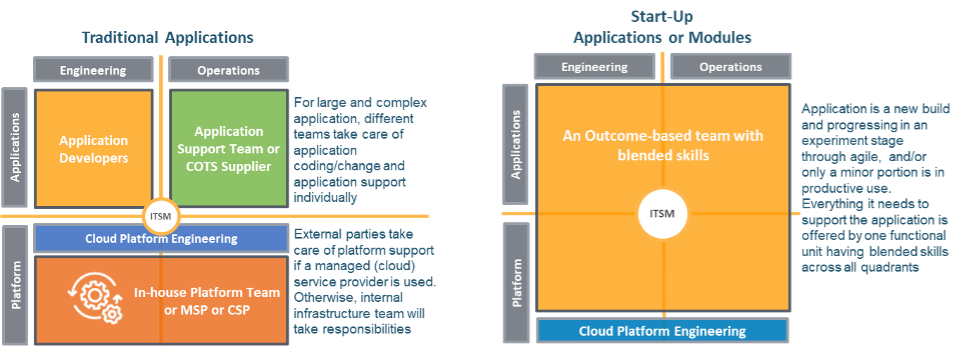 Traditional Applications
Engineering
Operations
Applications
Application
Developers
Application
Support Team or
COTS Supplier
For large and complex
application, different
teams take care of
application
coding/change and
application support
individually
ITSM
Platform
Cloud Platform Engineering
In-house Platform Team
or MSP or CSP
External parties take
care of platform support
if a managed (cloud)
service provider is used.
Otherwise, internal
infrastructure team will
take responsibilities
Start-Up
Applications or Modules
Engineering
Operations
Applications
An Outcome-based team with
blended skills
ITSM
Platform
Cloud Platform Engineering
Application is a new build
and progressing in an
experiment stage
through agile, and/or
only a minor portion is in
productive use.
Everything it needs to
support the application is
offered by one functional
unit having blended skills
across all quadrants